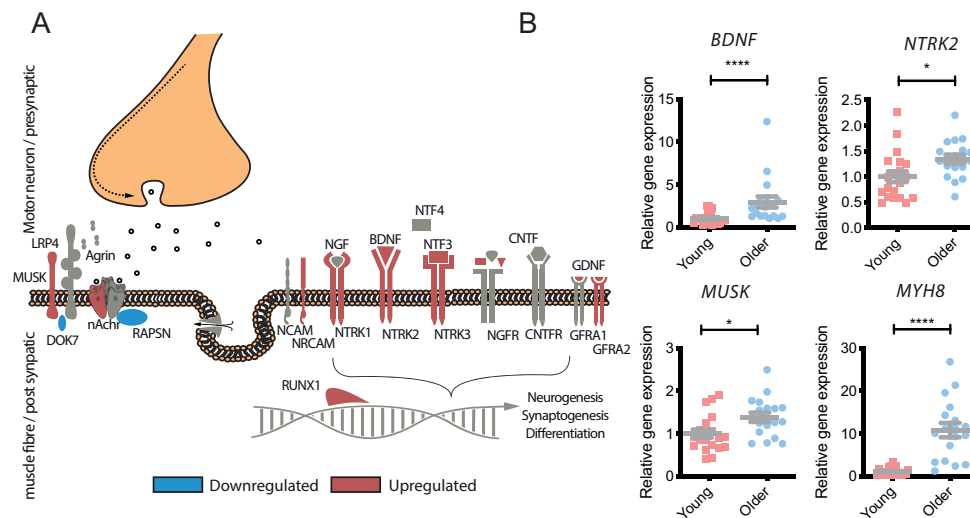 A
Motor neuron / presynaptic
muscle fibre / post synpatic
LRP4
Agrin
MUSK
DOK7
nAchr
RAPSN
NCAM
NRCAM
NGF
NTRK1
BDNF
NTRK2
NTF4
NTF3
NTRK3
NGFR
CNTF
CNTFR
GDNF
GFRA1
GFRA2
RUNX1
Neurogenesis
Synaptogenesis
Differentiation
Downregulated
Upregulated
B
BDNF
****
Relative gene expression
15
10
5
0
Young
Older
NTRK2
*
Relative gene expression
2.5
2.0
1.5
1.0
0.5
0.0
Young
Older
MUSK
*
Relative gene expression
3
2
1
0
Young
Older
MYH8
****
Relative gene expression
30
20
10
0
Young
Older